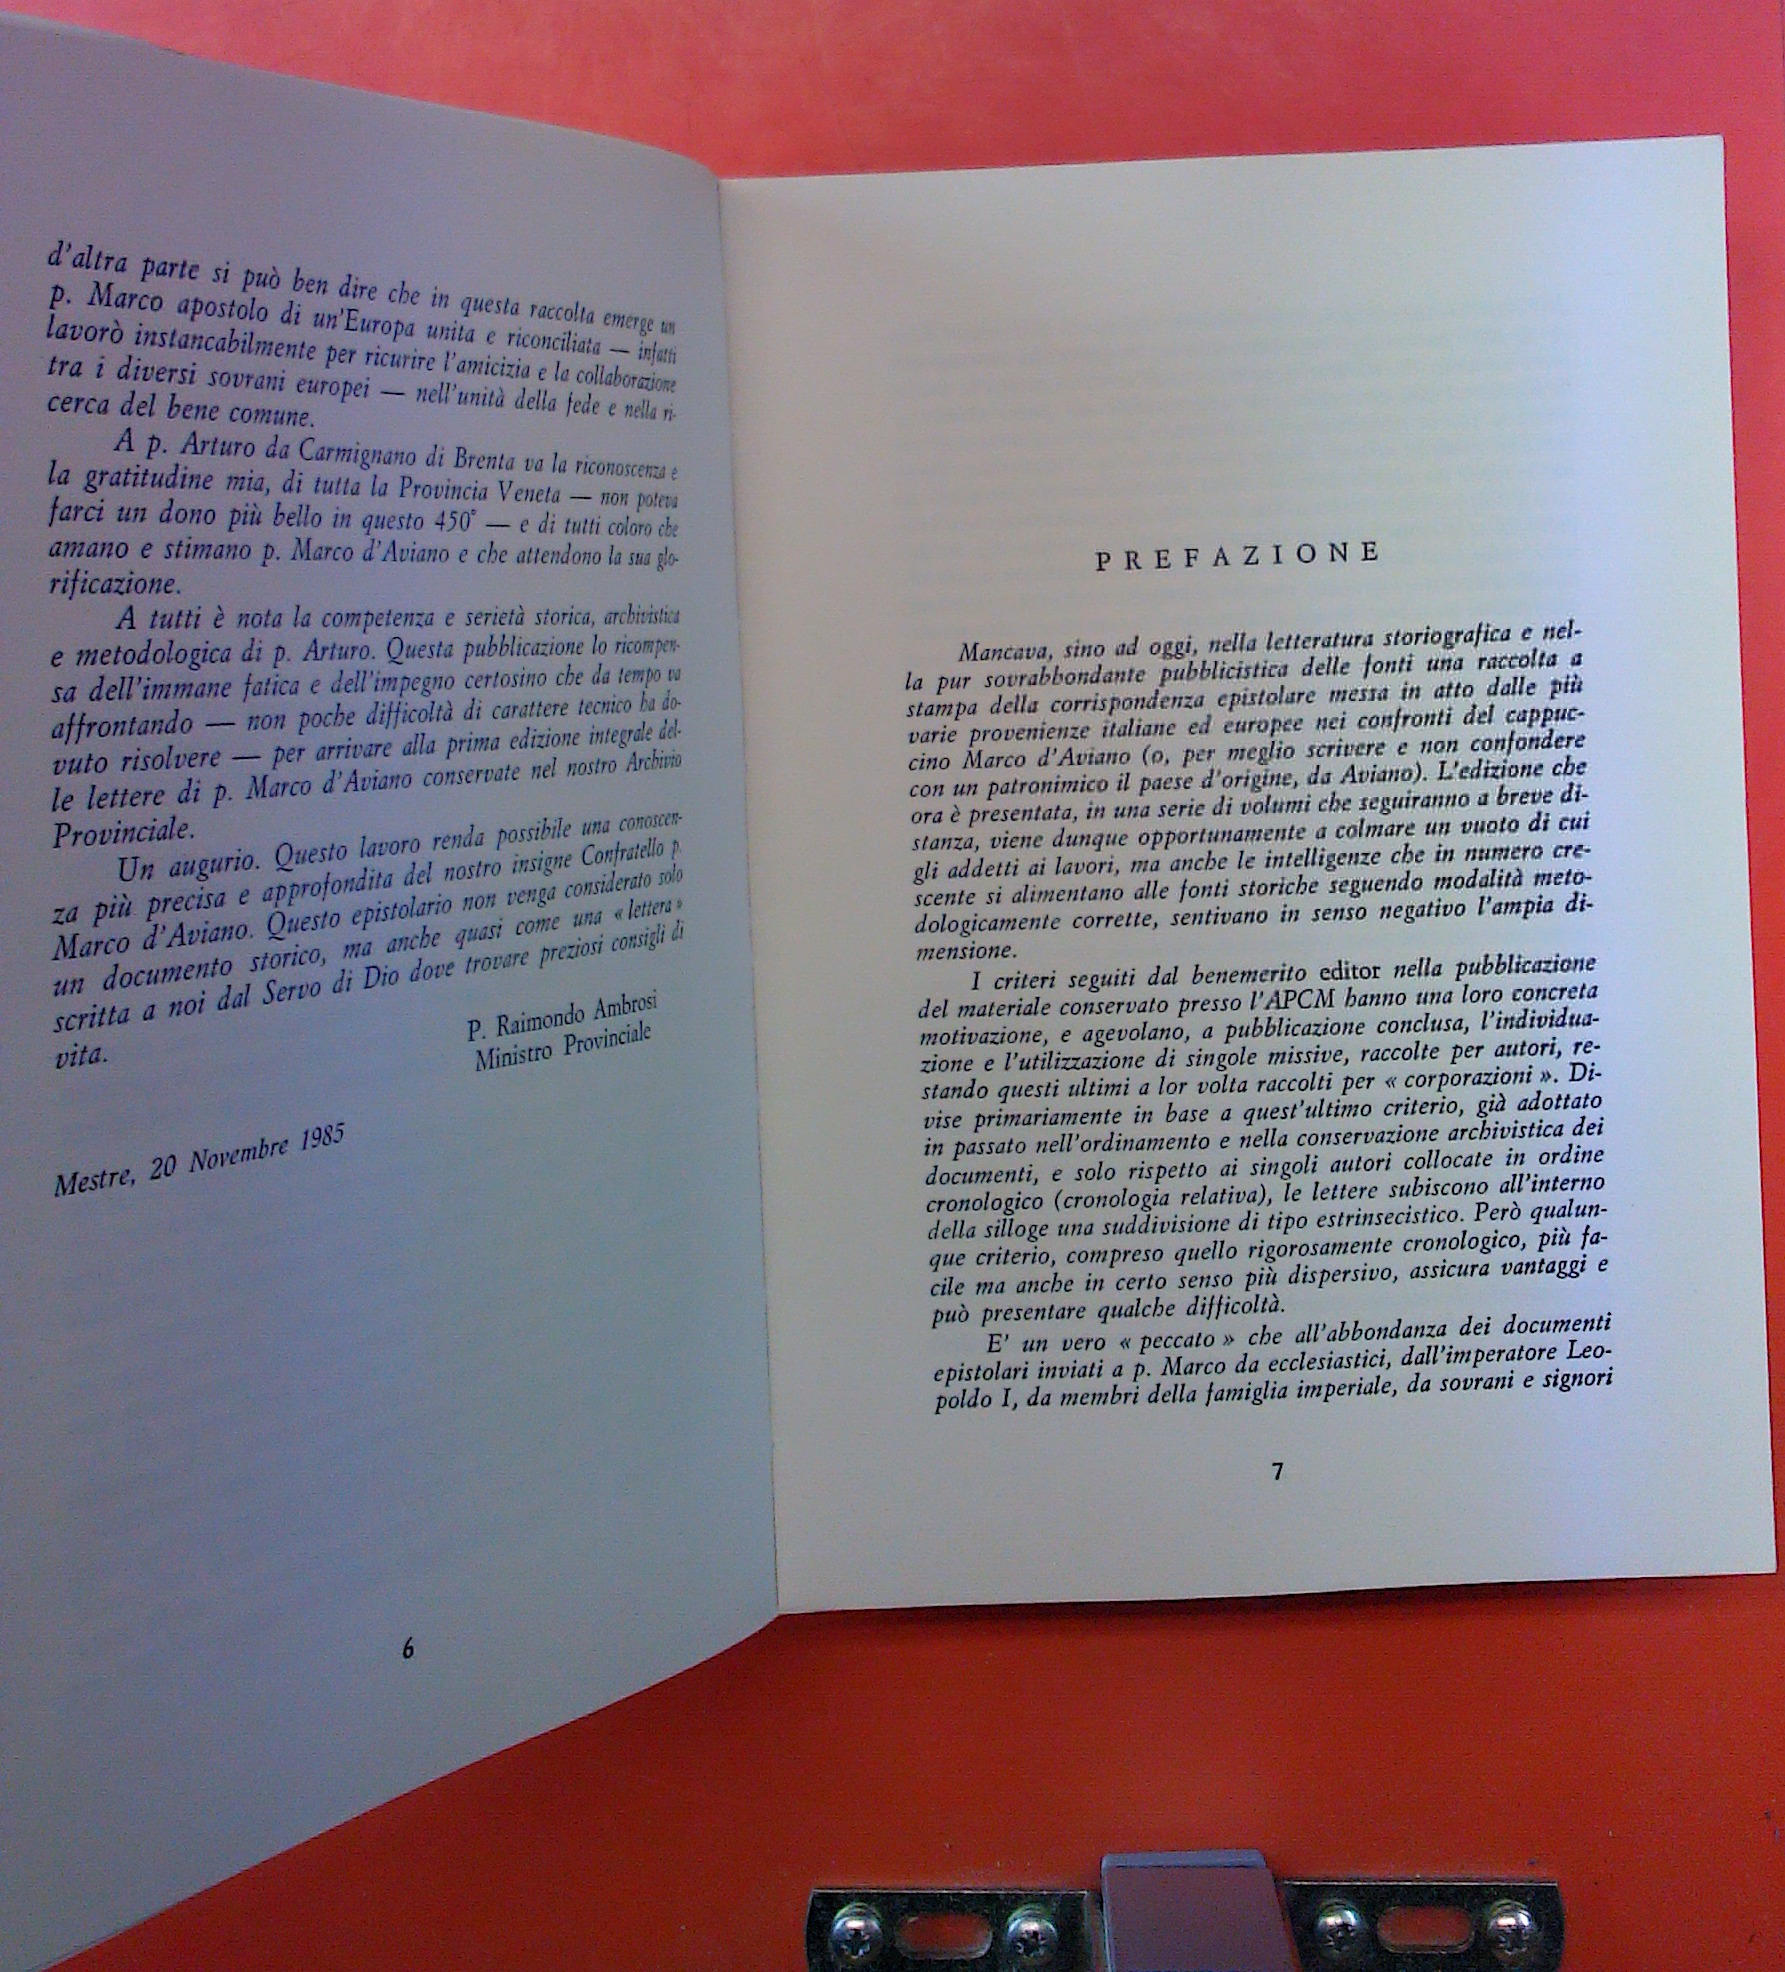 d'altra parte si può ben dire che in questa raccolta emerge un
p. Marco apostolo di un'Europa unita e riconciliata — infatti
lavorò instancabilmente per ricurire l'amicizia e la collaborazione
tra i diversi sovrani europei — nell'unità della fede e nella ri-
cerca del bene comune.
A p. Arturo da Carmignano di Brenta va la riconoscenza e
la gratitudine mia, di tutta la Provincia Veneta — non poteva
farci un dono più bello in questo 450° — e di tutti coloro che
amano e stimano p. Marco d'Aviano e che attendono la sua glo-
rificazione.
A tutti è nota la competenza e serietà storica, archivistica
e metodologica di p. Arturo. Questa pubblicazione lo ricompen-
sa dell'immane fatica e dell'impegno certosino che da tempo va
affrontando — non poche difficoltà di carattere tecnico ha do-
vuto risolvere — per arrivare alla prima edizione integrale del-
le lettere di p. Marco d'Aviano conservate nel nostro Archivio
Provinciale.
Un augurio. Questo lavoro renda possibile una conoscen-
za più precisa e approfondita del nostro insigne Confratello p.
Marco d'Aviano. Questo epistolario non venga considerato solo
un documento storico, ma anche quasi come una « lettera »
scritta a noi dal Servo di Dio dove trovare preziosi consigli di
vita.
P. Raimondo Ambrosi
Ministro Provinciale
Mestre, 20 Novembre 1985
6
PREFAZIONE
Mancava, sino ad oggi, nella letteratura storiografica e nel-
la pur sovrabbondante pubblicistica delle fonti una raccolta a
stampa della corrispondenza epistolare messa in atto dalle più
varie provenienze italiane ed europee nei confronti del cappuc-
cino Marco d'Aviano (o, per meglio scrivere e non confondere
con un patronimico il paese d'origine, da Aviano). L'edizione che
ora è presentata, in una serie di volumi che seguiranno a breve di-
stanza, viene dunque opportunamente a colmare un vuoto di cui
gli addetti ai lavori, ma anche le intelligenze che in numero cre-
scente si alimentano alle fonti storiche seguendo modalità meto-
dologicamente corrette, sentivano in senso negativo l'ampia di-
mensione.
I criteri seguiti dal benemerito editor nella pubblicazione
del materiale conservato presso l'APCM hanno una loro concreta
motivazione, e agevolano, a pubblicazione conclusa, l'individua-
zione e l'utilizzazione di singole missive, raccolte per autori, re-
stando questi ultimi a lor volta raccolti per « corporazioni ». Di-
vise primariamente in base a quest'ultimo criterio, già adottato
in passato nell'ordinamento e nella conservazione archivistica dei
documenti, e solo rispetto ai singoli autori collocate in ordine
cronologico (cronologia relativa), le lettere subiscono all'interno
della silloge una suddivisione di tipo estrinsecistico. Però qualun-
que criterio, compreso quello rigorosamente cronologico, più fa-
cile ma anche in certo senso più dispersivo, assicura vantaggi e
può presentare qualche difficoltà.
E' un vero « peccato » che all'abbondanza dei documenti
epistolari inviati a p. Marco da ecclesiastici, dall'imperatore Leo-
poldo I, da membri della famiglia imperiale, da sovrani e signori
7